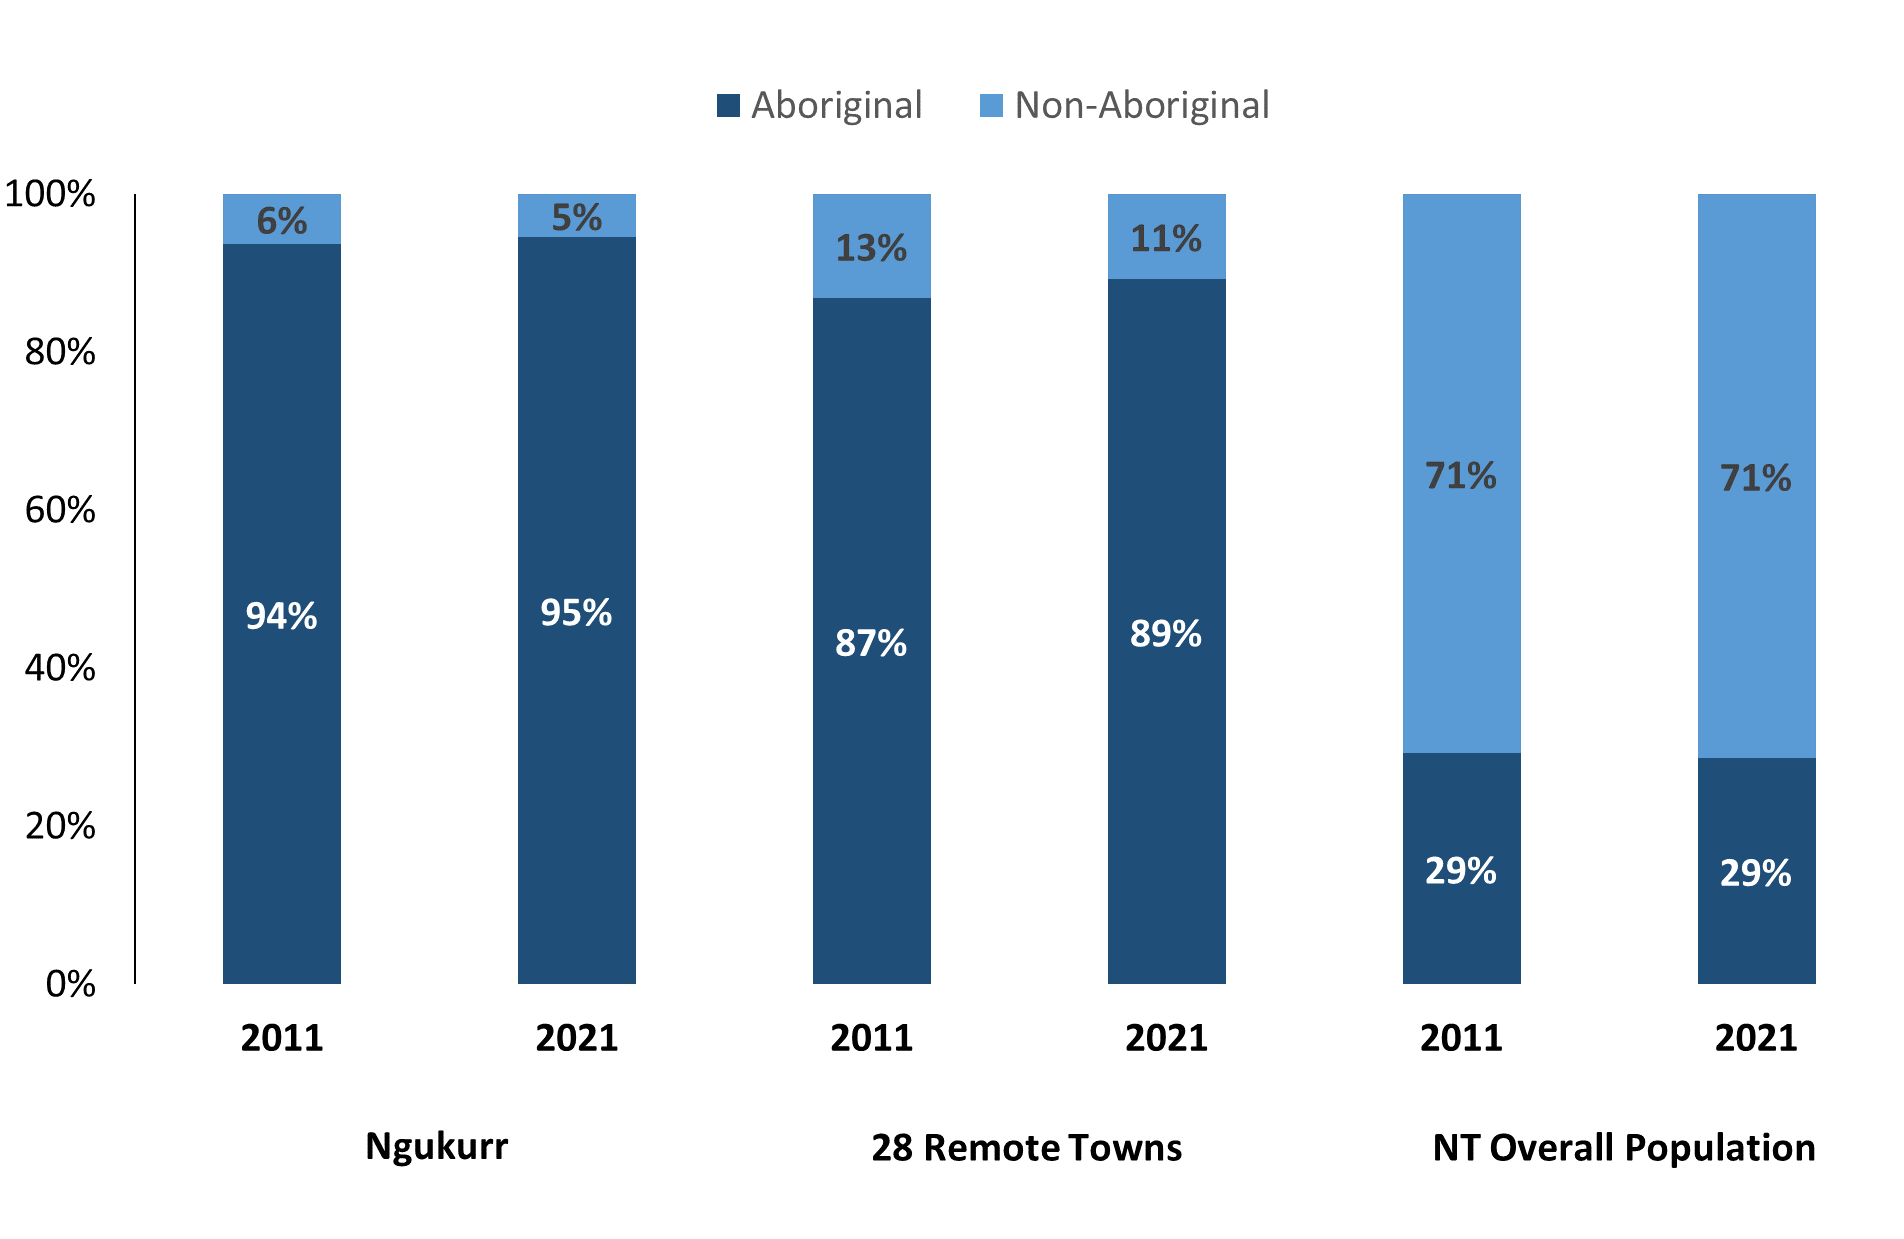 Aboriginal Non-Aboriginal
100%
80%
60%
40%
20%
0%
6% 5% 13% 11% 71% 71%
94% 95% 87% 89% 29% 29%
2011 2021 2011 2021 2011 2021
Ngukurr 28 Remote Towns NT Overall Population